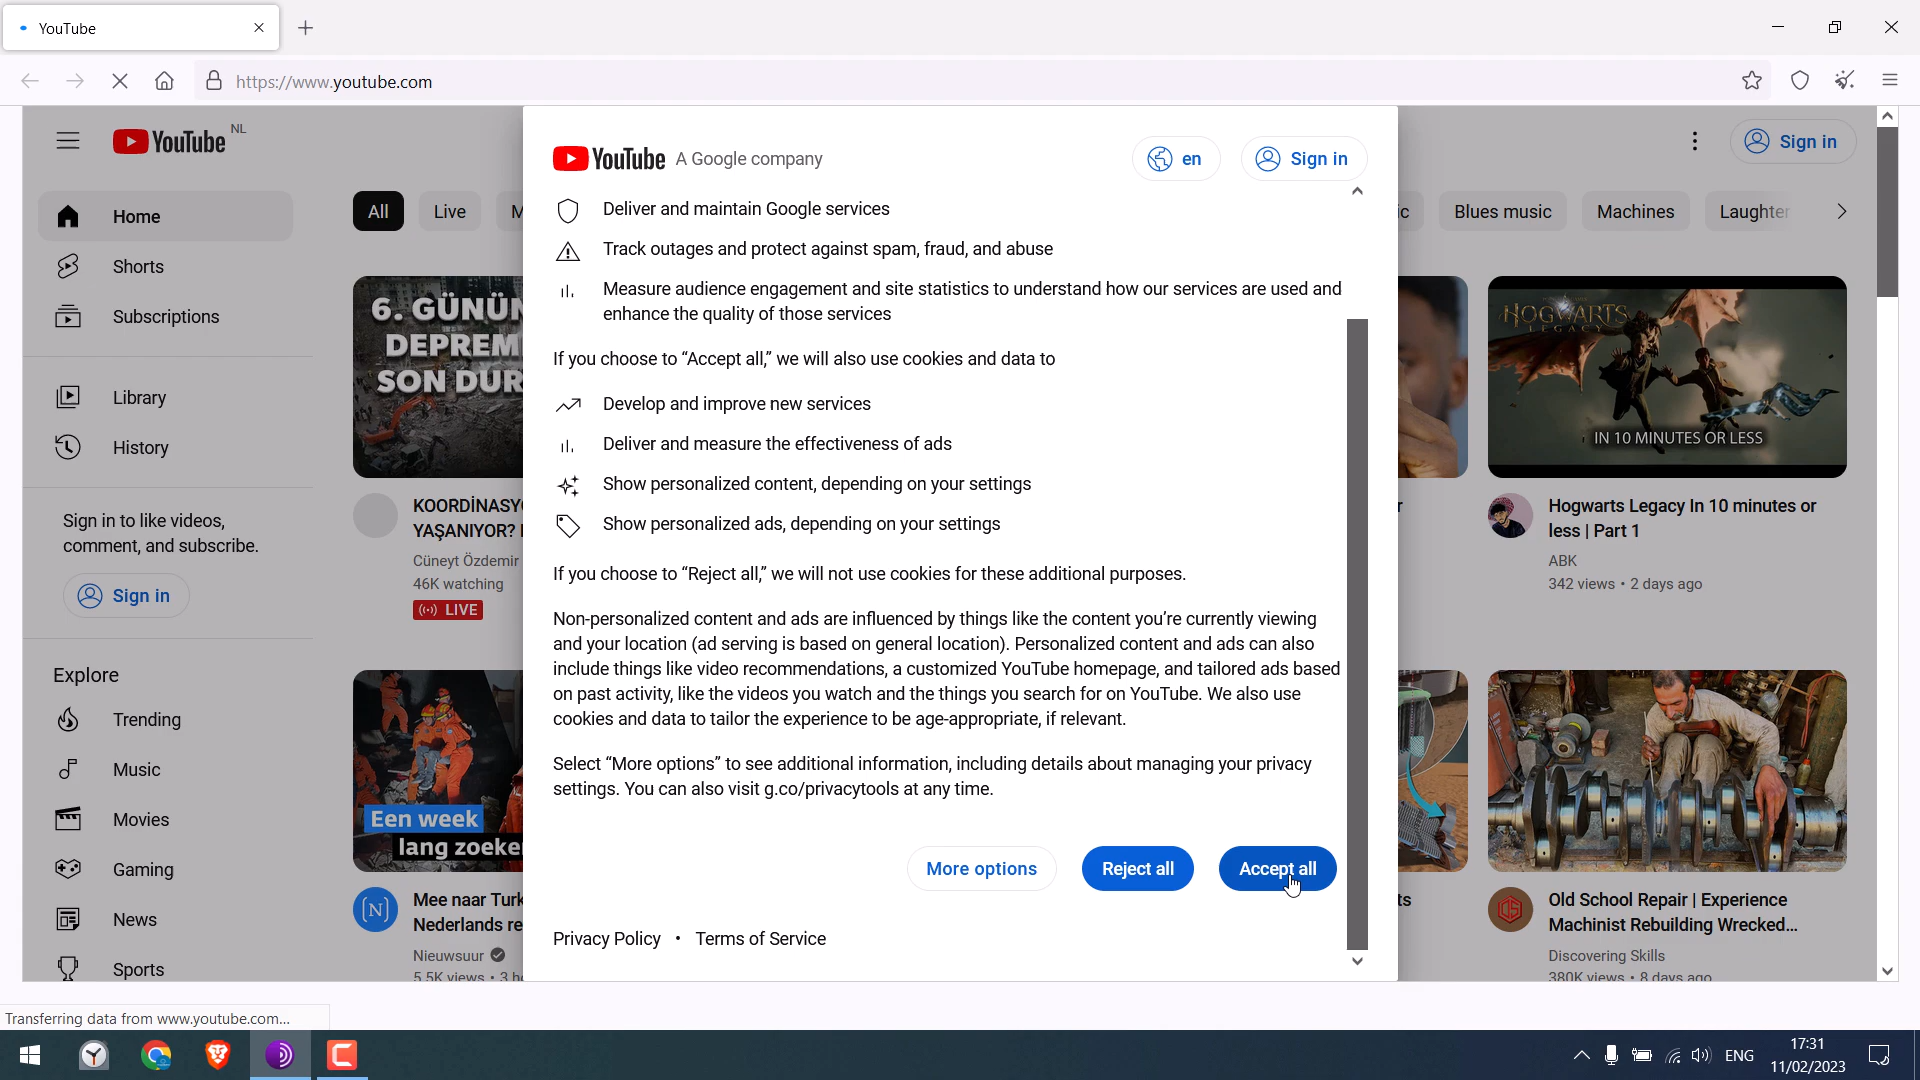 YouTube
https://www.youtube.com
YouTube NL
Sign in
Home
Shorts
Subscriptions
Library
History
Sign in to like videos,
comment, and subscribe.
Sign in
Explore
Trending
Music
Movies
Gaming
News
Sports
All
Live
Blues music
Machines
Laughter
6. GÜNÜN
DEPREM
SON DUR
KOORDİNASY
YAŞANIYOR?
Cüneyt Özdemir
46K watching
LIVE
Een week
lang zoeke
Mee naar Turk
Nederlands re
Nieuwsuur
5.5K views • 3 h
YouTube A Google company
en
Sign in
Deliver and maintain Google services
Track outages and protect against spam, fraud, and abuse
Measure audience engagement and site statistics to understand how our services are used and
enhance the quality of those services
If you choose to “Accept all,” we will also use cookies and data to
Develop and improve new services
Deliver and measure the effectiveness of ads
Show personalized content, depending on your settings
Show personalized ads, depending on your settings
If you choose to “Reject all,” we will not use cookies for these additional purposes.
Non-personalized content and ads are influenced by things like the content you’re currently viewing
and your location (ad serving is based on general location). Personalized content and ads can also
include things like video recommendations, a customized YouTube homepage, and tailored ads based
on past activity, like the videos you watch and the things you search for on YouTube. We also use
cookies and data to tailor the experience to be age-appropriate, if relevant.
Select “More options” to see additional information, including details about managing your privacy
settings. You can also visit g.co/privacytools at any time.
More options
Reject all
Accept all
Privacy Policy • Terms of Service
HOGWARTS
LEGACY
IN 10 MINUTES OR LESS
Hogwarts Legacy In 10 minutes or
less | Part 1
ABK
342 views • 2 days ago
Old School Repair | Experience
Machinist Rebuilding Wrecked...
Discovering Skills
380K views • 8 days ago
Transferring data from www.youtube.com...
ENG
17:31
11/02/2023